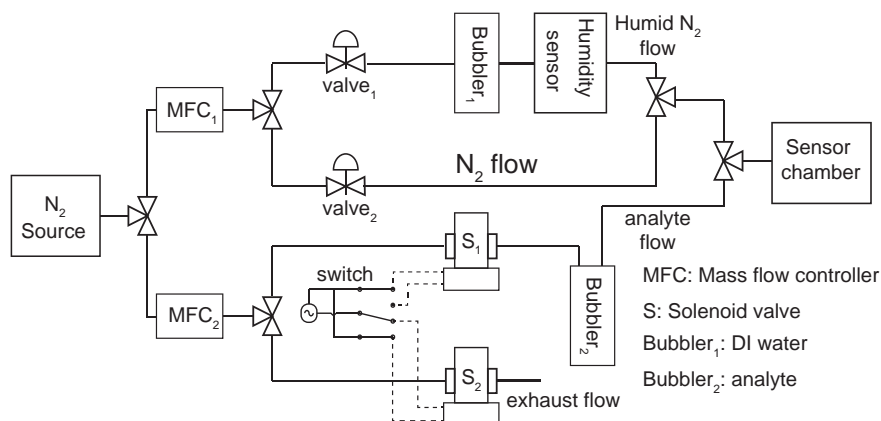 Humid N2
flow
Bubbler1
Humidity
sensor
valve1
MFC1
N2
Source
N2 flow
valve2
Sensor
chamber
analyte
flow
S1
switch
MFC2
~
Bubbler2
S2
exhaust flow
MFC: Mass flow controller
S: Solenoid valve
Bubbler1: DI water
Bubbler2: analyte